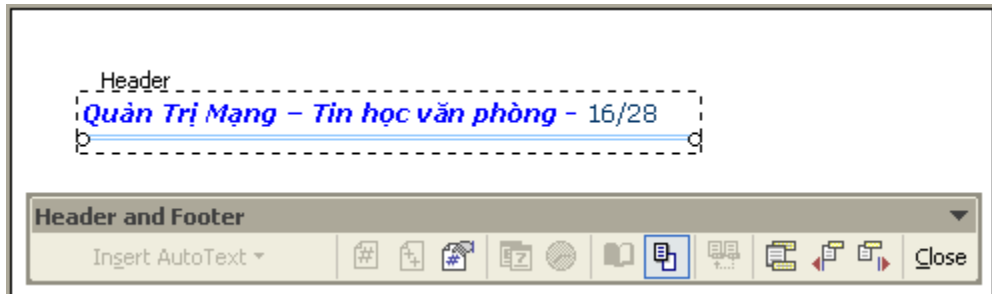 Header
Quản Trị Mạng – Tin học văn phòng - 16/28
Header and Footer
Insert AutoText
Close